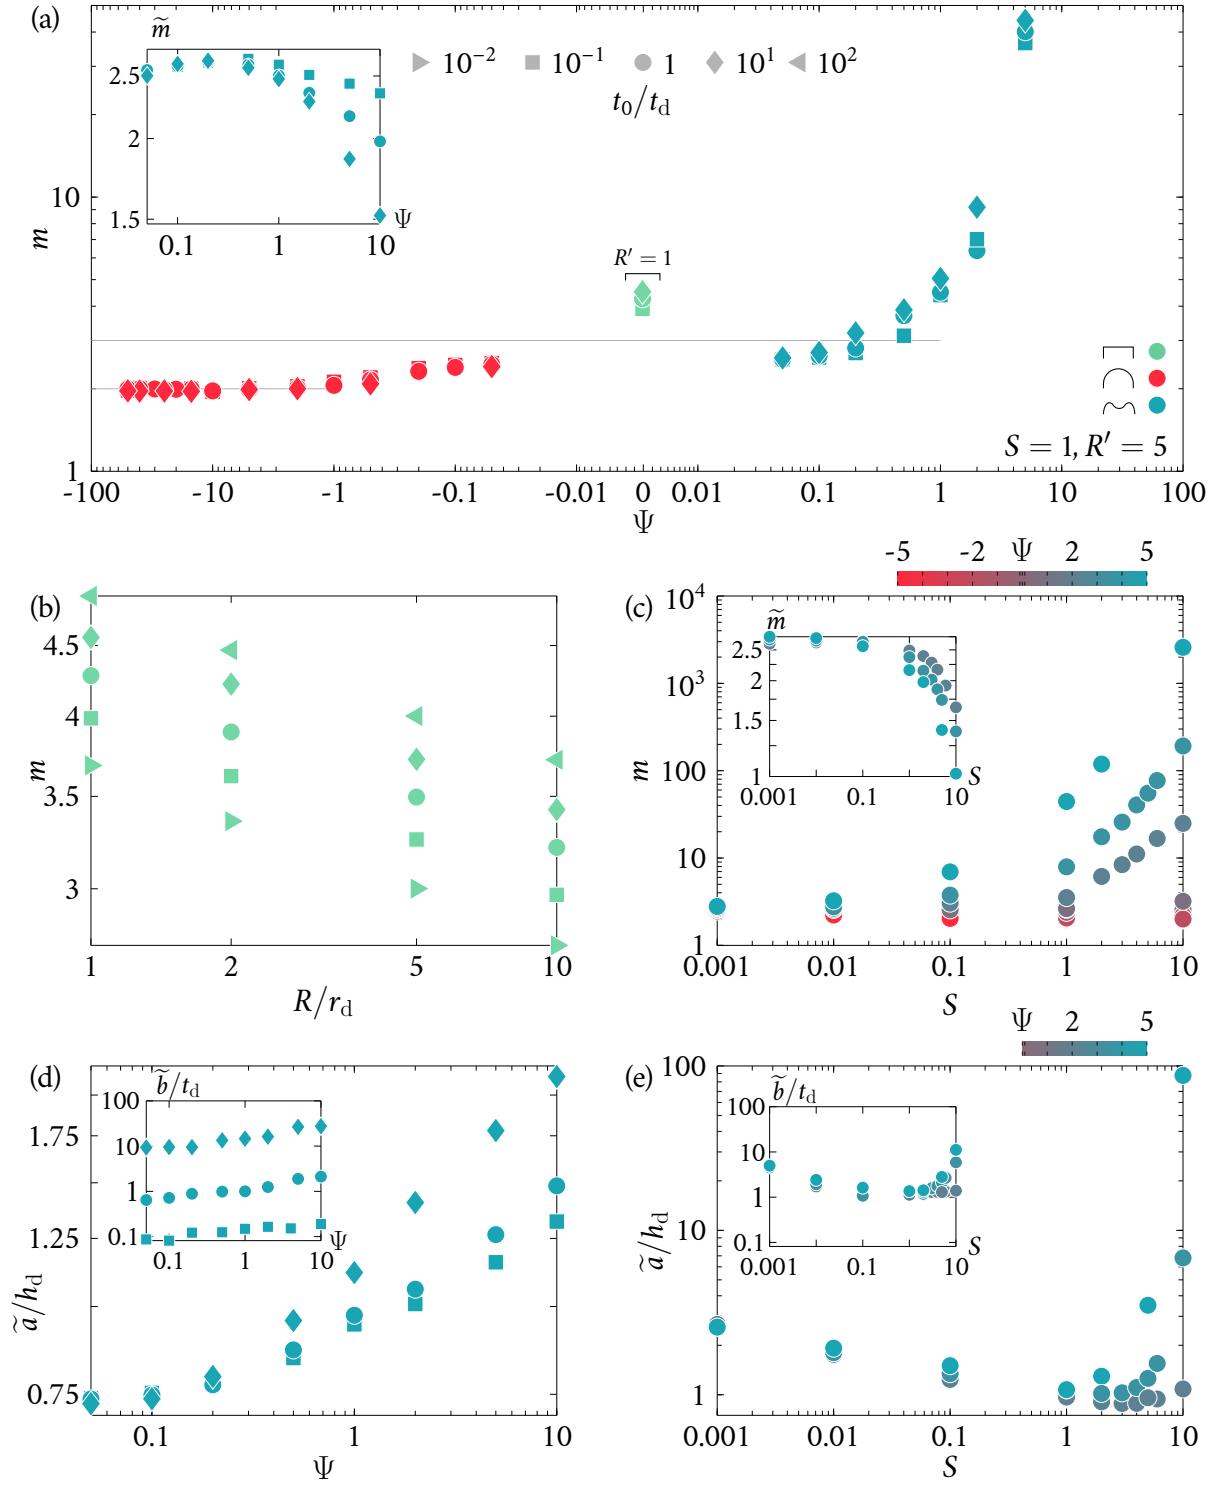 (a)
m̃
2.5
2
1.5
0.1 1 10
Ψ
10⁻² 10⁻¹ 1 10¹ 10²
t₀/t_d
10
1
m
R′ = 1
S = 1, R′ = 5
-100 -10 -1 -0.1 -0.01 0 0.01 0.1 1 10 100
Ψ
(b)
4.5
4
3.5
3
m
1 2 5 10
R/r_d
-5 -2 Ψ 2 5
(c)
10⁴
10³
100
10
1
m
m̃
2.5
2
1.5
1
0.001 0.1 10
S
0.001 0.01 0.1 1 10
S
(d)
1.75
1.25
0.75
ã/h_d
b̃/t_d
100
10
1
0.1
0.1 1 10
Ψ
0.1 1 10
Ψ
Ψ 2 5
(e)
100
10
1
ã/h_d
b̃/t_d
100
10
1
0.1
0.001 0.1 10
S
0.001 0.01 0.1 1 10
S